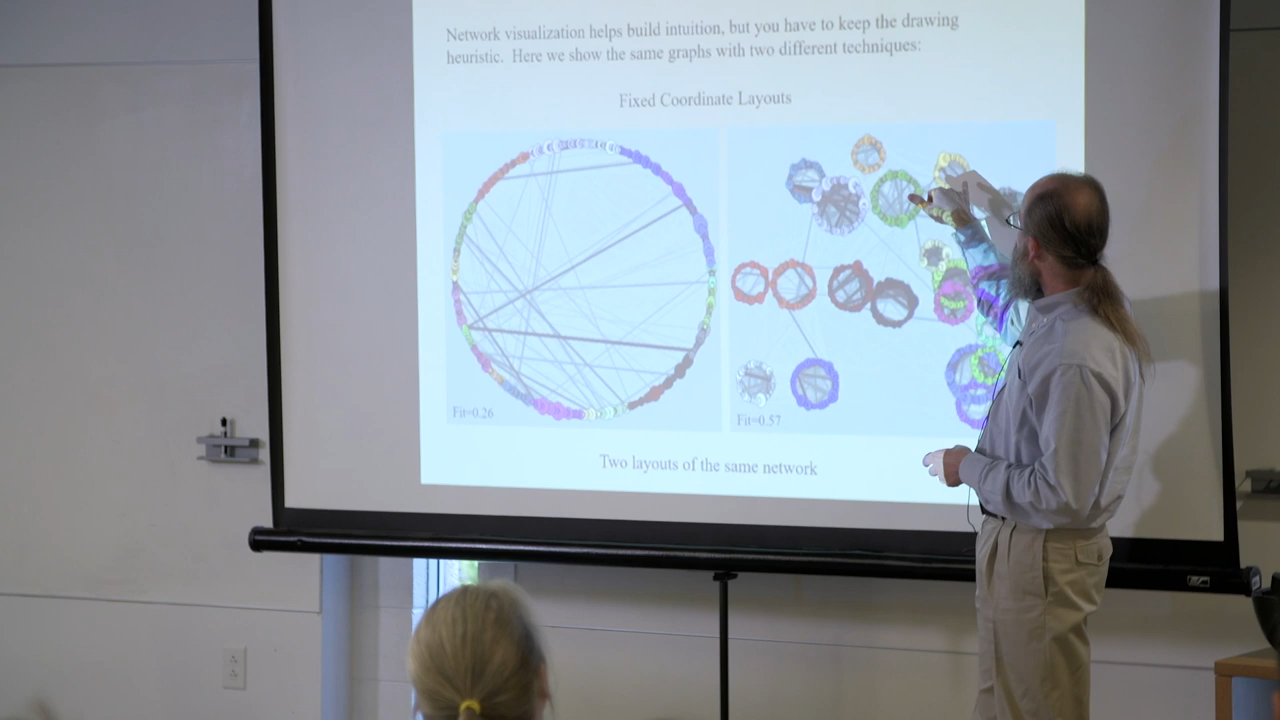 Network visualization helps build intuition, but you have to keep the drawing
heuristic. Here we show the same graphs with two different techniques:
Fixed Coordinate Layouts
Fit=0.26
Fit=0.57
Two layouts of the same network